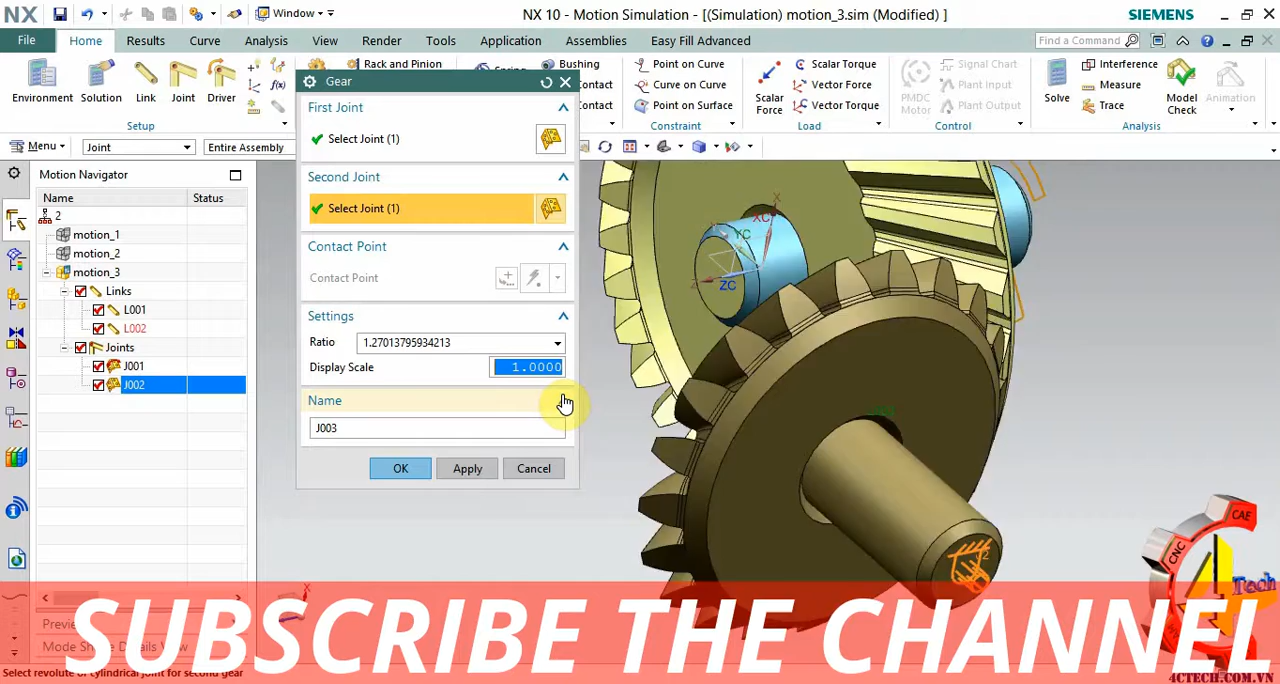 NX
Window
NX 10 - Motion Simulation - [(Simulation) motion_3.sim (Modified) ]
SIEMENS
File
Home
Results
Curve
Analysis
View
Render
Tools
Application
Assemblies
Easy Fill Advanced
Find a Command
Environment
Solution
Link
Joint
Driver
Setup
Rack and Pinion
Spring
Bushing
Contact
Contact
Point on Curve
Curve on Curve
Point on Surface
Constraint
Scalar Force
Scalar Torque
Vector Force
Vector Torque
Load
PMDC Motor
Signal Chart
Plant Input
Plant Output
Control
Solve
Interference
Measure
Trace
Model Check
Animation
Analysis
Menu
Joint
Entire Assembly
Motion Navigator
Name
Status
2
motion_1
motion_2
motion_3
Links
L001
L002
Joints
J001
J002
Gear
First Joint
Select Joint (1)
Second Joint
Select Joint (1)
Contact Point
Contact Point
Settings
Ratio
1.27013795934213
Display Scale
1.0000
Name
J003
OK
Apply
Cancel
X
XC
YC
ZC
CAE
CNC
Tech
SUBSCRIBE THE CHANNEL
Select revolute or cylindrical joint for second gear
4CTECH.COM.VN